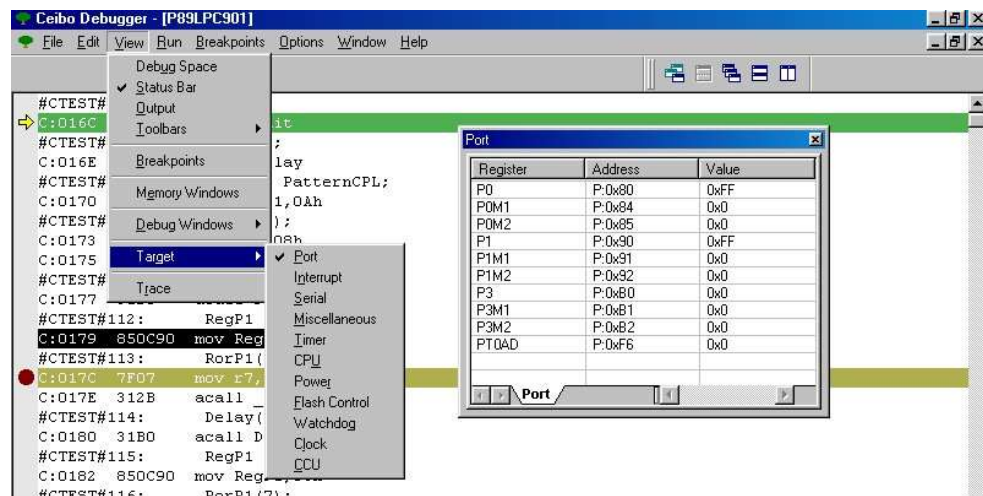 Ceibo Debugger - [P89LPC901]
File Edit View Run Breakpoints Options Window Help
Debug Space
Status Bar
Output
Toolbars
Breakpoints
Memory Windows
Debug Windows
Target
Trace
Port
Interrupt
Serial
Miscellaneous
Timer
CPU
Power
Flash Control
Watchdog
Clock
CCU
#CTEST#
C:016C
#CTEST# ;
C:016E lay
#CTEST# PatternCPL;
C:0170 1,0Ah
#CTEST# );
C:0173 08h
C:0175
#CTEST#
C:0177
#CTEST#112: RegP1
C:0179 850C90 mov Reg
#CTEST#113: RorP1(
C:017C 7F07 mov r7,
C:017E 312B acall _
#CTEST#114: Delay(
C:0180 31B0 acall D
#CTEST#115: RegP1
C:0182 850C90 mov Reg
#CTEST#116: RorP1(7);
Port
Register Address Value
P0 P:0x80 0xFF
P0M1 P:0x84 0x0
P0M2 P:0x85 0x0
P1 P:0x90 0xFF
P1M1 P:0x91 0x0
P1M2 P:0x92 0x0
P3 P:0xB0 0x0
P3M1 P:0xB1 0x0
P3M2 P:0xB2 0x0
PT0AD P:0xF6 0x0
Port